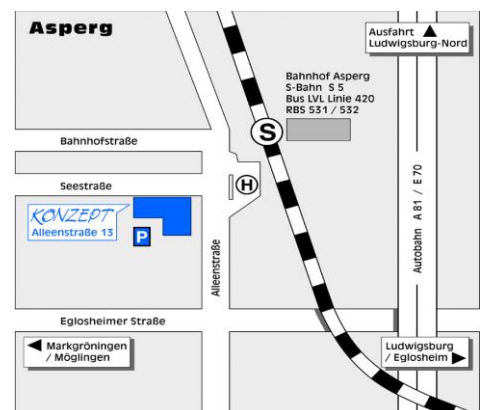 Asperg
Ausfahrt
Ludwigsburg-Nord
Bahnhof Asperg
S-Bahn S 5
Bus LVL Linie 420
RBS 531 / 532
S
Bahnhofstraße
Seestraße
H
KONZEPT
Alleenstraße 13
P
Alleenstraße
Autobahn A 81 / E 70
Eglosheimer Straße
Markgröningen
/ Möglingen
Ludwigsburg
/ Eglosheim